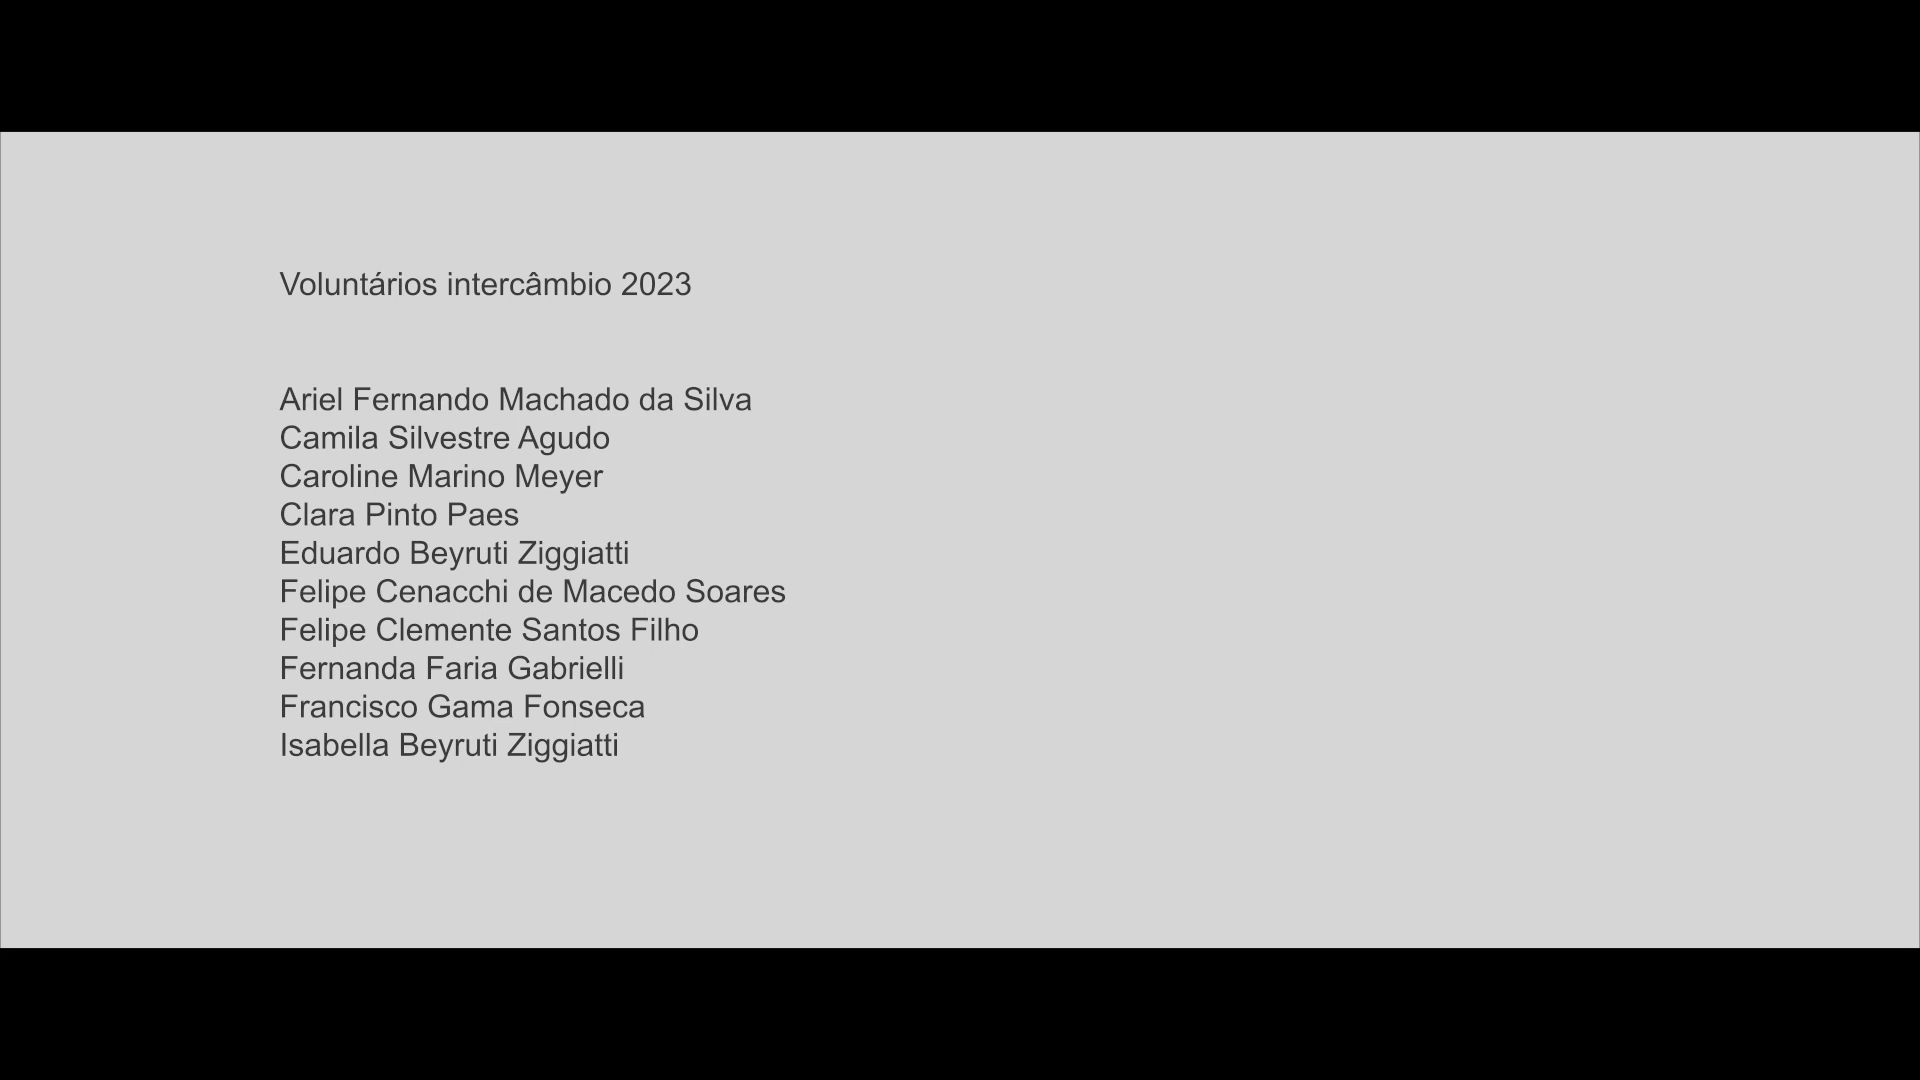 Voluntários intercâmbio 2023
Ariel Fernando Machado da Silva
Camila Silvestre Agudo
Caroline Marino Meyer
Clara Pinto Paes
Eduardo Beyruti Ziggiatti
Felipe Cenacchi de Macedo Soares
Felipe Clemente Santos Filho
Fernanda Faria Gabrielli
Francisco Gama Fonseca
Isabella Beyruti Ziggiatti